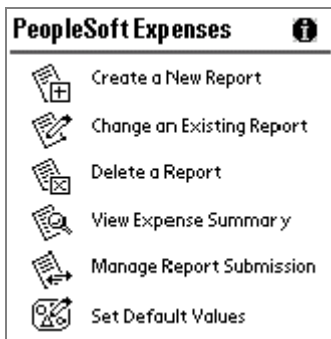 PeopleSoft Expenses
Create a New Report
Change an Existing Report
Delete a Report
View Expense Summary
Manage Report Submission
Set Default Values